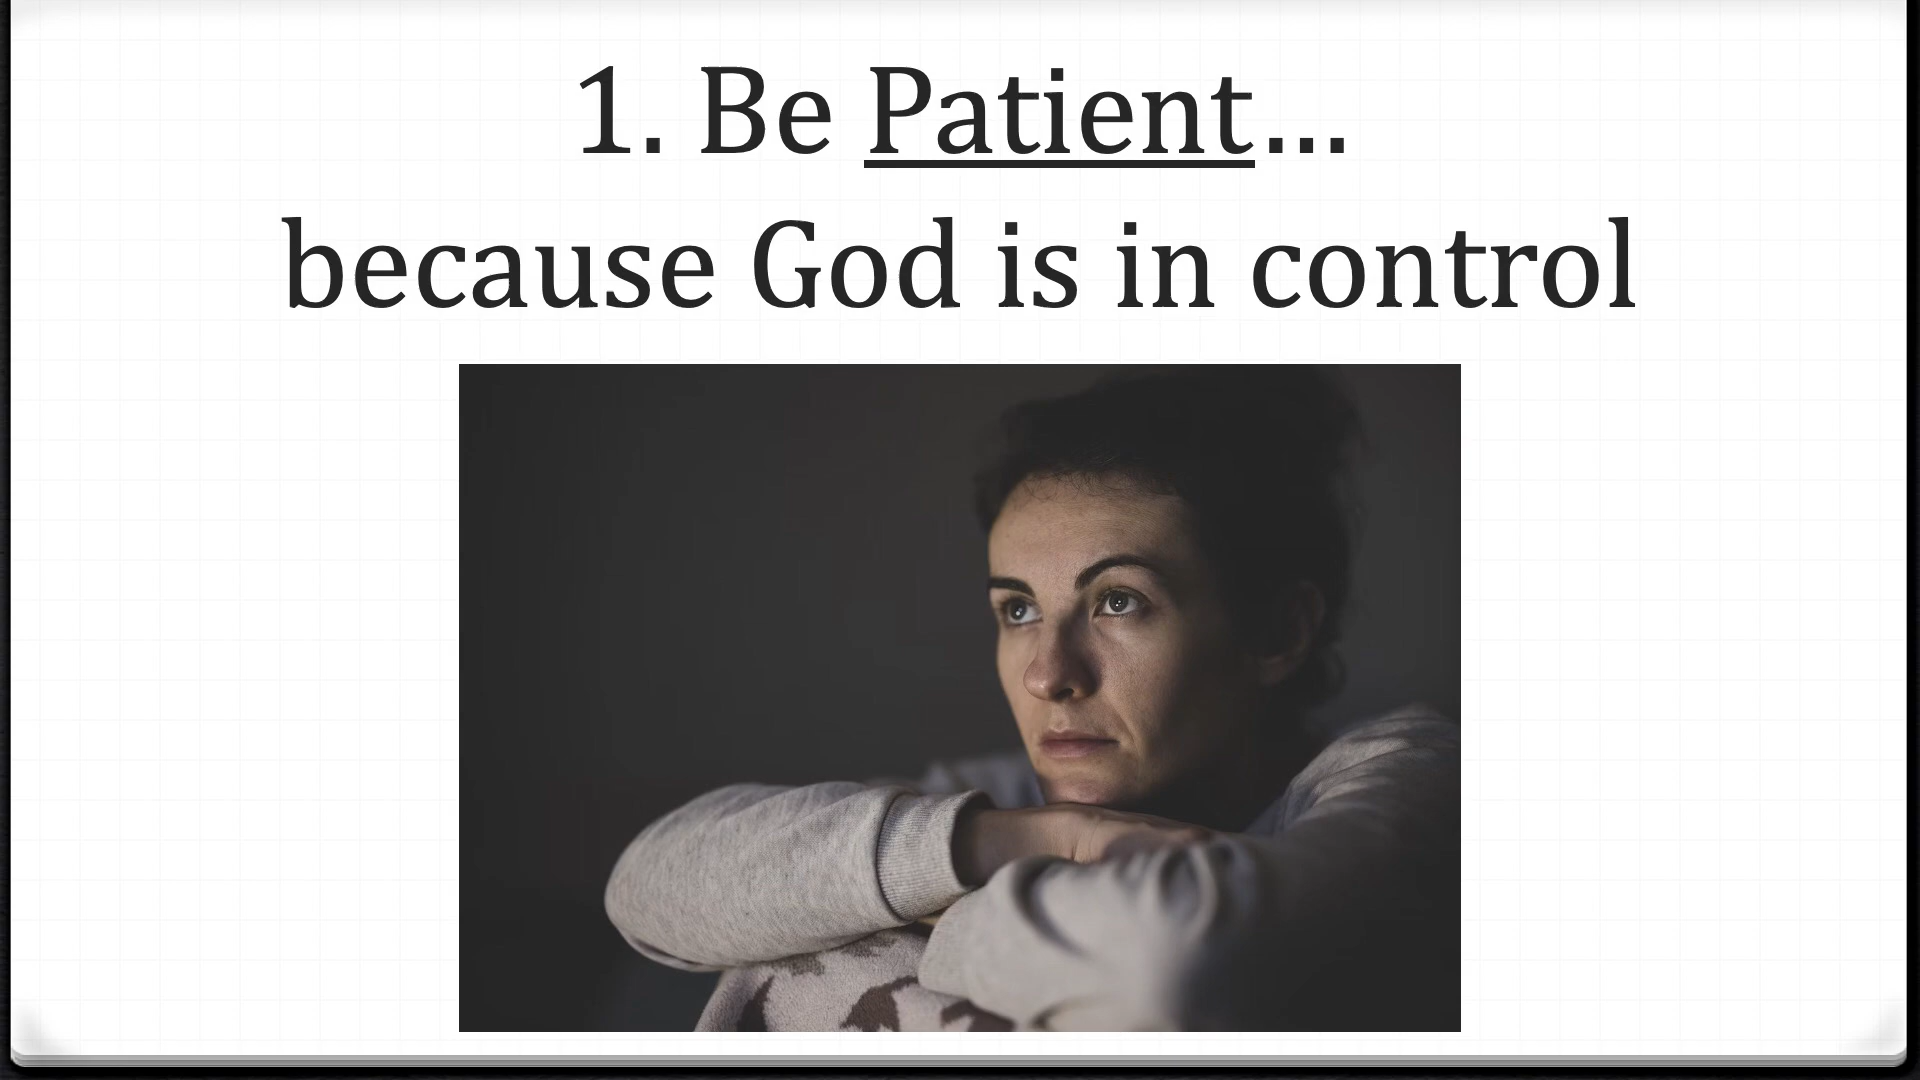 1. Be Patient…
because God is in control